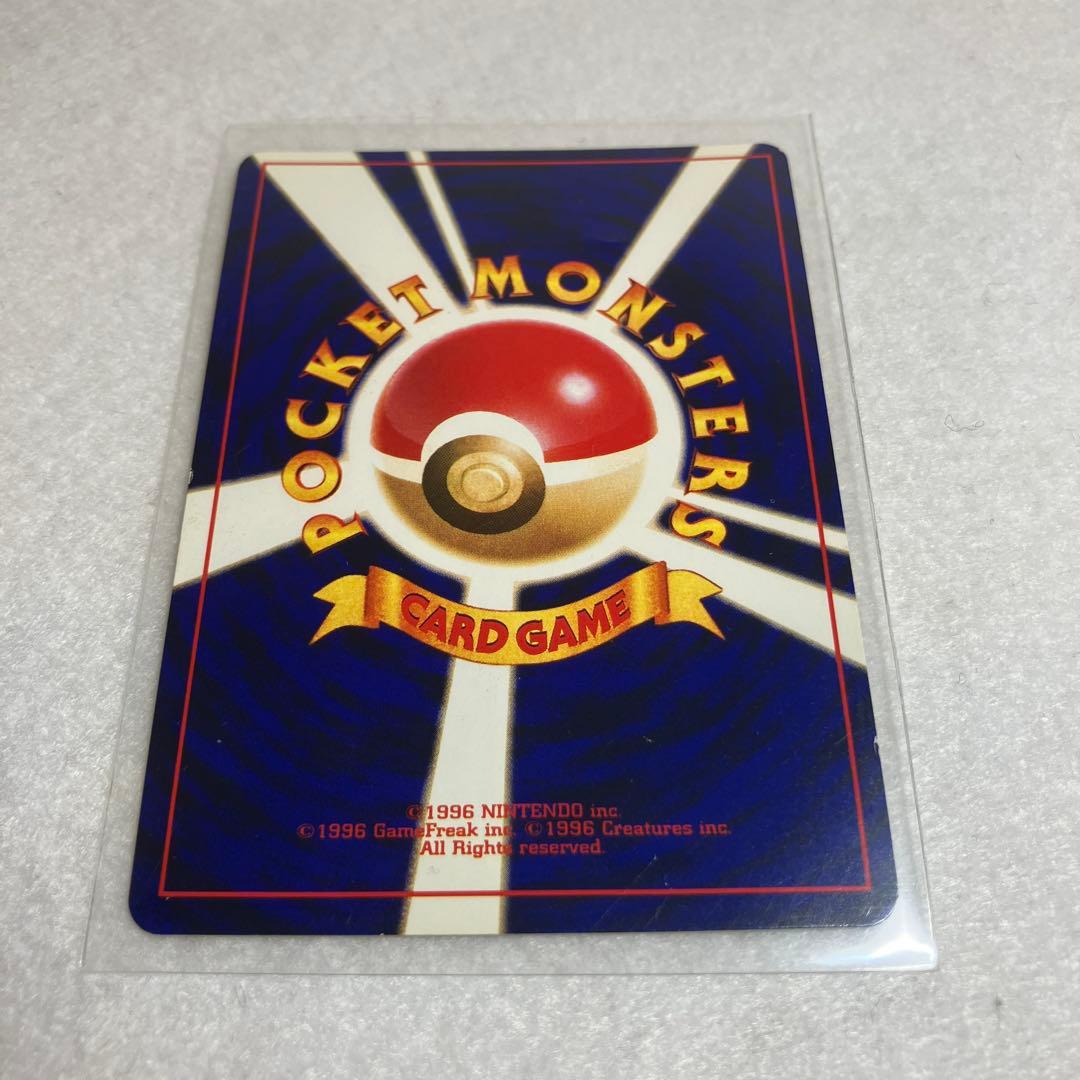 POCKET MONSTERS
CARD GAME
©1996 NINTENDO inc.
©1996 GameFreak inc. ©1996 Creatures inc.
All Rights reserved.